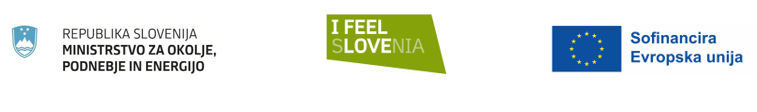 REPUBLIKA SLOVENIJA
MINISTRSTVO ZA OKOLJE,
PODNEBJE IN ENERGIJO
I FEEL
SLOVENIA
Sofinancira
Evropska unija